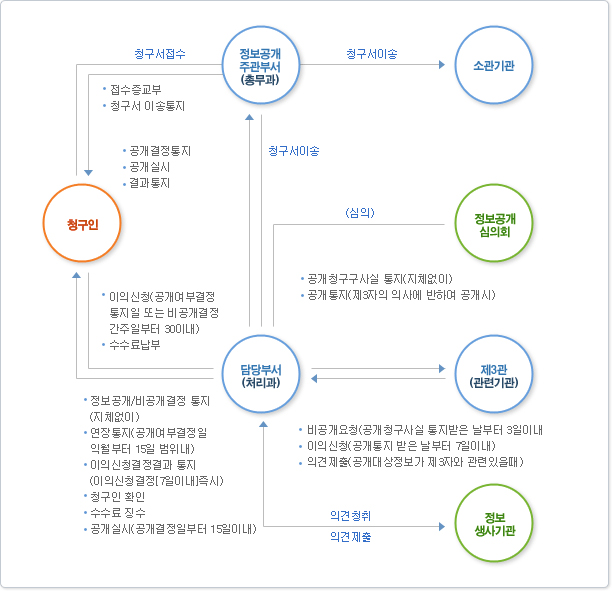 청구서접수
정보공개
주관부서
(총무과)
청구서이송
소관기관
접수증교부
청구서 이송통지
공개결정통지
공개실시
결과통지
청구서이송
청구인
(심의)
정보공개
심의회
공개청구구사실 통지(지체없이)
공개통지(제3자의 의사에 반하여 공개시)
이의신청(공개여부결정
통지일 또는 비공개결정
간주일부터 30이내)
수수료납부
담당부서
(처리과)
제3관
(관련기관)
정보공개/비공개결정 통지
(지체없이)
연장통지(공개여부결정일
익월부터 15일 범위내)
이의신청결정결과 통지
(이의신청결정[7일이내]즉시)
청구인 확인
수수료 징수
공개실시(공개결정일부터 15일이내)
비공개요청(공개청구사실 통지받은 날부터 3일이내
이의신청(공개통지 받은 날부터 7일이내)
의견제출(공개대상정보가 제3자와 관련있을때)
의견청취
의견제출
정보
생사기관